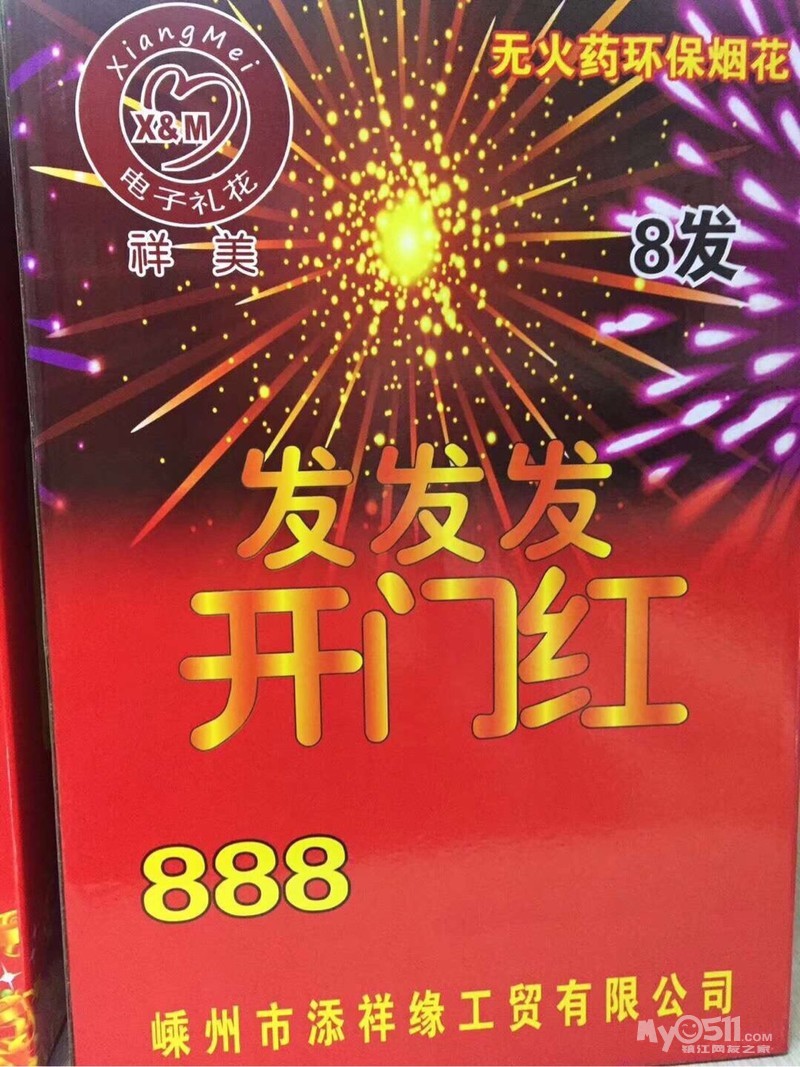 XiangMei
X&M
电子礼花
祥美
无火药环保烟花
8发
发发发
开门红
888
嵊州市添祥缘工贸有限公司
My0511.com
镇江网友之家